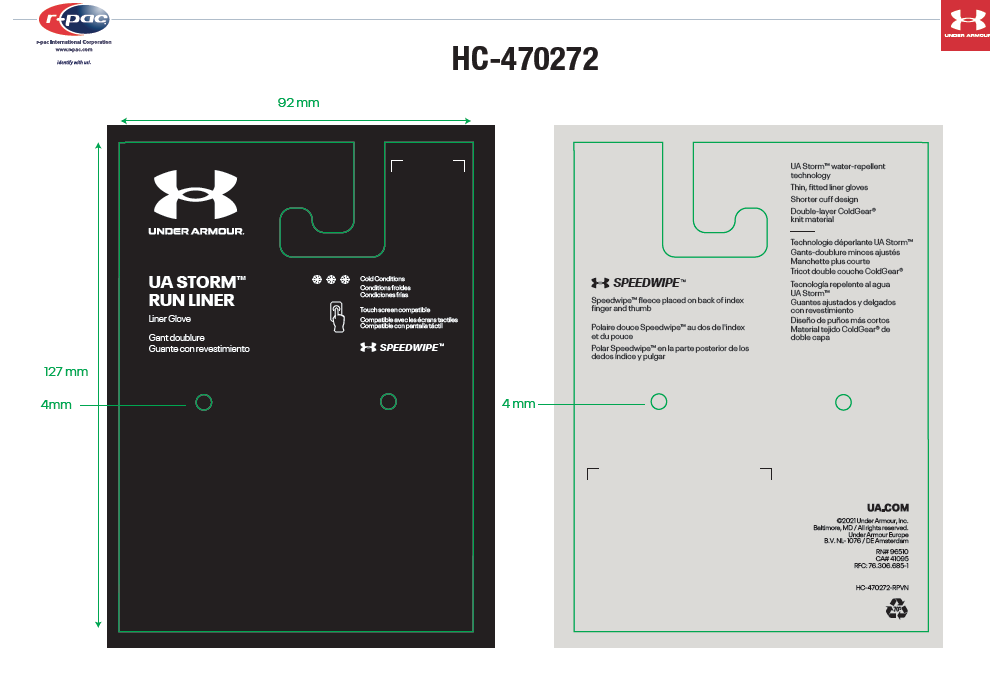 r-pac
r-pac International Corporation
www.r-pac.com
Identify with us!.
UNDER ARMOUR
HC-470272
92 mm
127 mm
4mm
UNDER ARMOUR.
UA STORM™
RUN LINER
Liner Glove
Gant doublure
Guante con revestimiento
Cold Conditions
Conditions froides
Condiciones frías
Touch screen compatible
Compatible avec les écrans tactiles
Compatible con pantalla táctil
SPEEDWIPE™
4 mm
SPEEDWIPE™
Speedwipe™ fleece placed on back of index
finger and thumb
Polaire douce Speedwipe™ au dos de l'index
et du pouce
Polar Speedwipe™ en la parte posterior de los
dedos índice y pulgar
UA Storm™ water-repellent
technology
Thin, fitted liner gloves
Shorter cuff design
Double-layer ColdGear®
knit material
Technologie déperlante UA Storm™
Gants-doublure minces ajustés
Manchette plus courte
Tricot double couche ColdGear®
Tecnología repelente al agua
UA Storm™
Guantes ajustados y delgados
con revestimiento
Diseño de puños más cortos
Material tejido ColdGear® de
doble capa
UA.COM
©2021 Under Armour, Inc.
Baltimore, MD / All rights reserved.
Under Armour Europe
B.V. NL- 1076 / DE Amsterdam
RN# 96510
CA# 41095
RFC: 76.306.685-1
HC-470272-RPVN